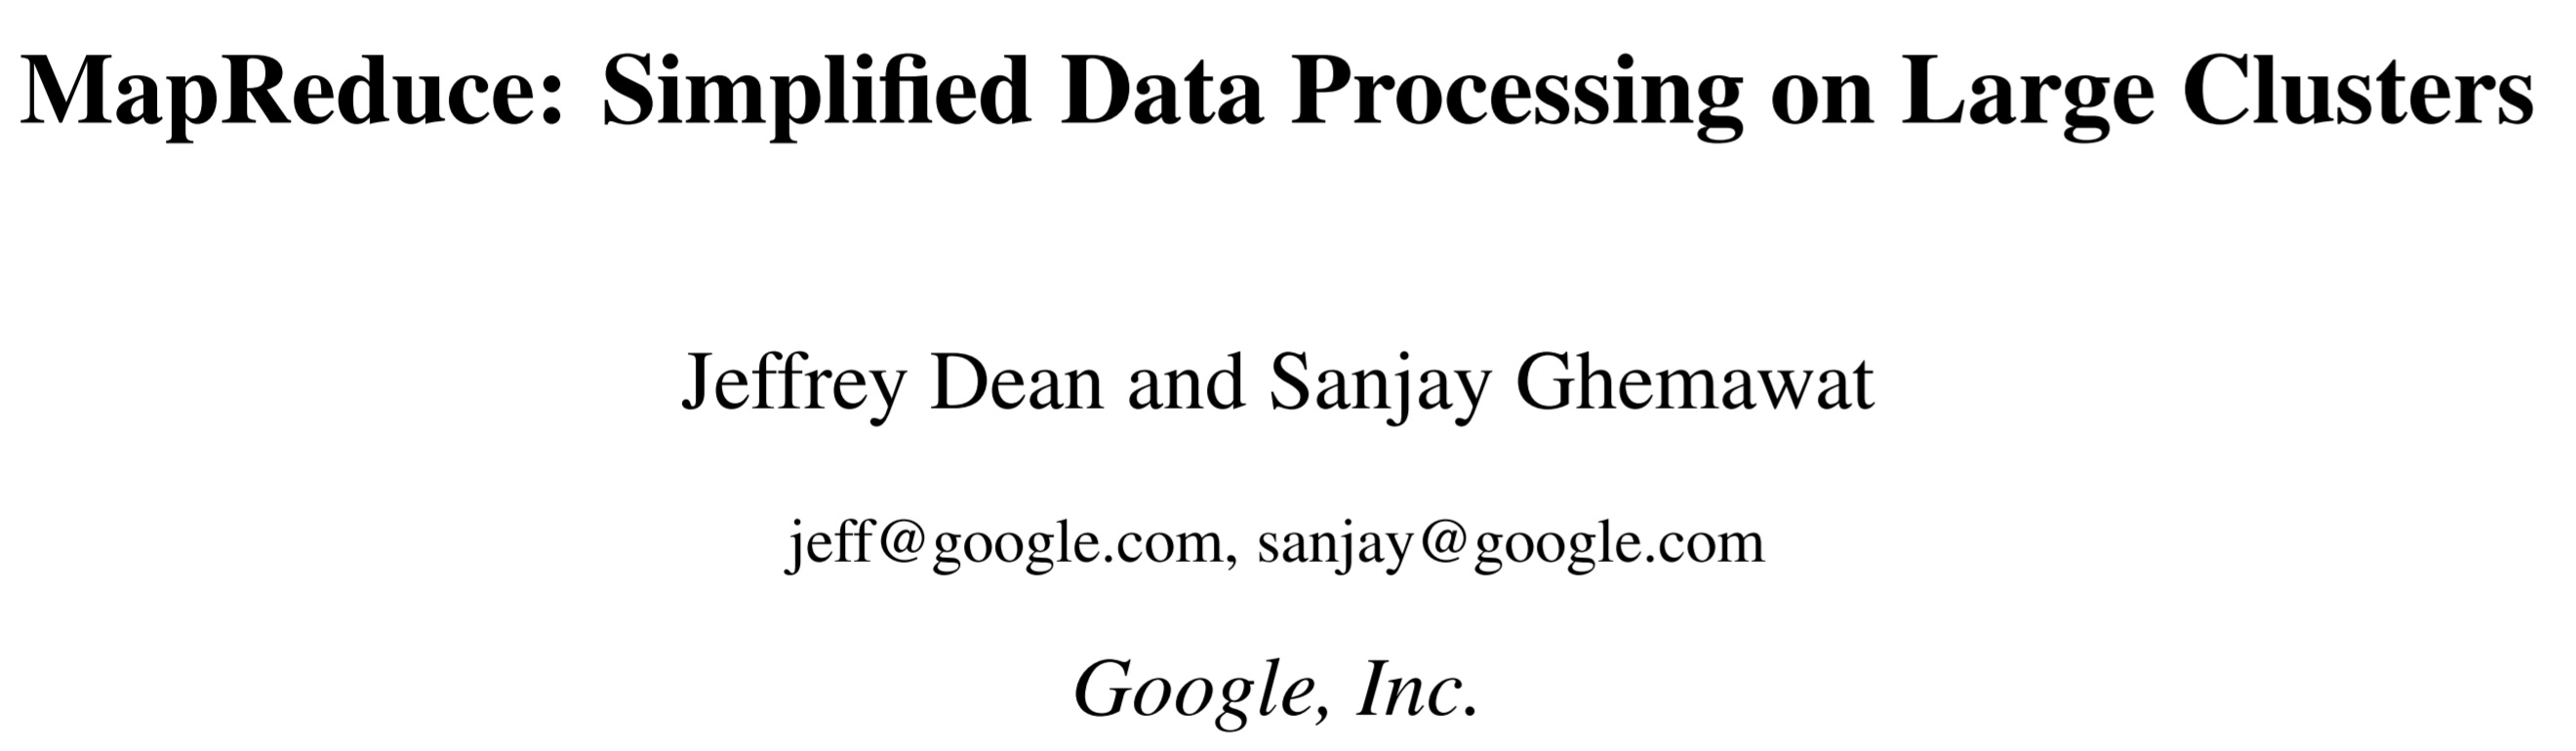 MapReduce: Simplified Data Processing on Large Clusters
Jeffrey Dean and Sanjay Ghemawat
jeff@google.com, sanjay@google.com
Google, Inc.